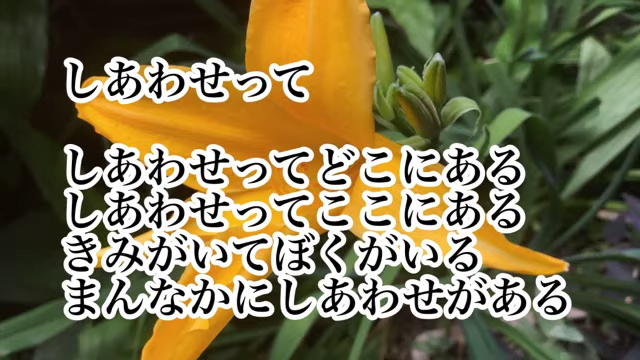 しあわせって
しあわせってどこにある
しあわせってここにある
きみがいてぼくがいる
まんなかにしあわせがある